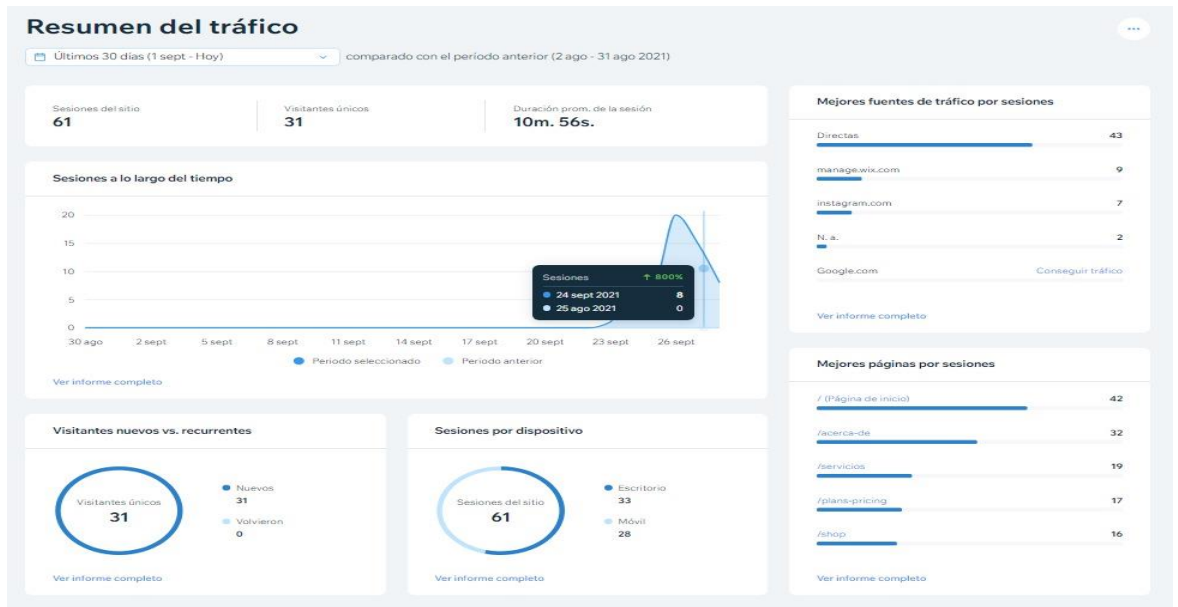 Resumen del tráfico
Últimos 30 días (1 sept - Hoy)
comparado con el período anterior (2 ago - 31 ago 2021)
Sesiones del sitio
61
Visitantes únicos
31
Duración prom. de la sesión
10m. 56s.
Sesiones a lo largo del tiempo
20
15
10
5
0
Sesiones ↑ 800%
24 sept 2021 8
25 ago 2021 0
30 ago 2 sept 5 sept 8 sept 11 sept 14 sept 17 sept 20 sept 23 sept 26 sept
Periodo seleccionado Periodo anterior
Ver informe completo
Visitantes nuevos vs. recurrentes
Visitantes únicos
31
Nuevos
31
Volvieron
0
Ver informe completo
Sesiones por dispositivo
Sesiones del sitio
61
Escritorio
33
Móvil
28
Ver informe completo
Mejores fuentes de tráfico por sesiones
Directas 43
manage.wix.com 9
instagram.com 7
N. a. 2
Google.com Conseguir tráfico
Ver informe completo
Mejores páginas por sesiones
/ (Página de inicio) 42
/acerca-de 32
/servicios 19
/plans-pricing 17
/shop 16
Ver informe completo